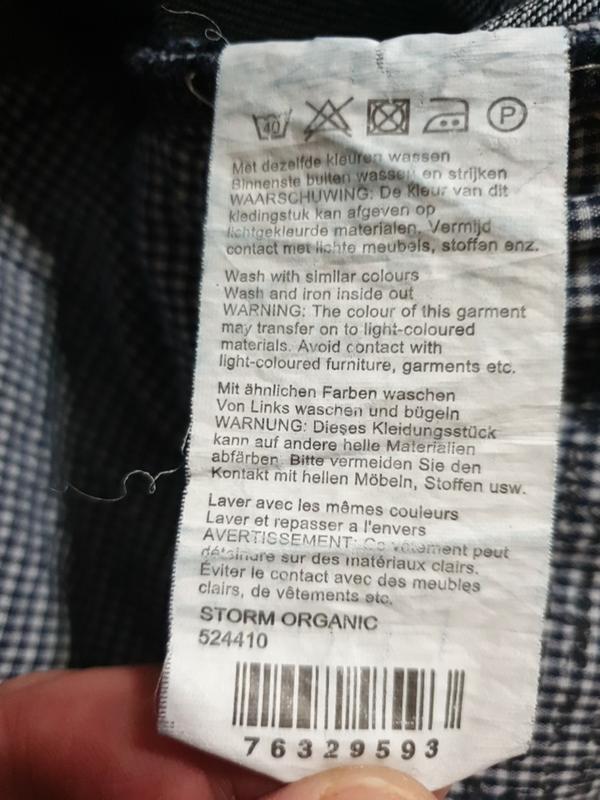 40
P
Met dezelfde kleuren wassen
Binnenste buiten wassen en strijken
WAARSCHUWING: De kleur van dit
kledingstuk kan afgeven op
lichtgekleurde materialen, Vermijd
contact met lichte meubels, stoffen enz.
Wash with similar colours
Wash and iron inside out
WARNING: The colour of this garment
may transfer on to light-coloured
materials. Avoid contact with
light-coloured furniture, garments etc.
Mit ähnlichen Farben waschen
Von Links waschen und bügeln
WARNUNG: Dieses Kleidungsstück
kann auf andere helle Materialien
abfärben. Bitte vermeiden Sie den
Kontakt mit hellen Möbeln, Stoffen usw.
Laver avec les mâmes couleurs
Laver et repasser a l'envers
AVERTISSEMENT: Ce vêtement peut
déteindre sur des matériaux clairs.
Éviter le contact avec des meubles
clairs, de vêtements etc.
STORM ORGANIC
524410
76329593